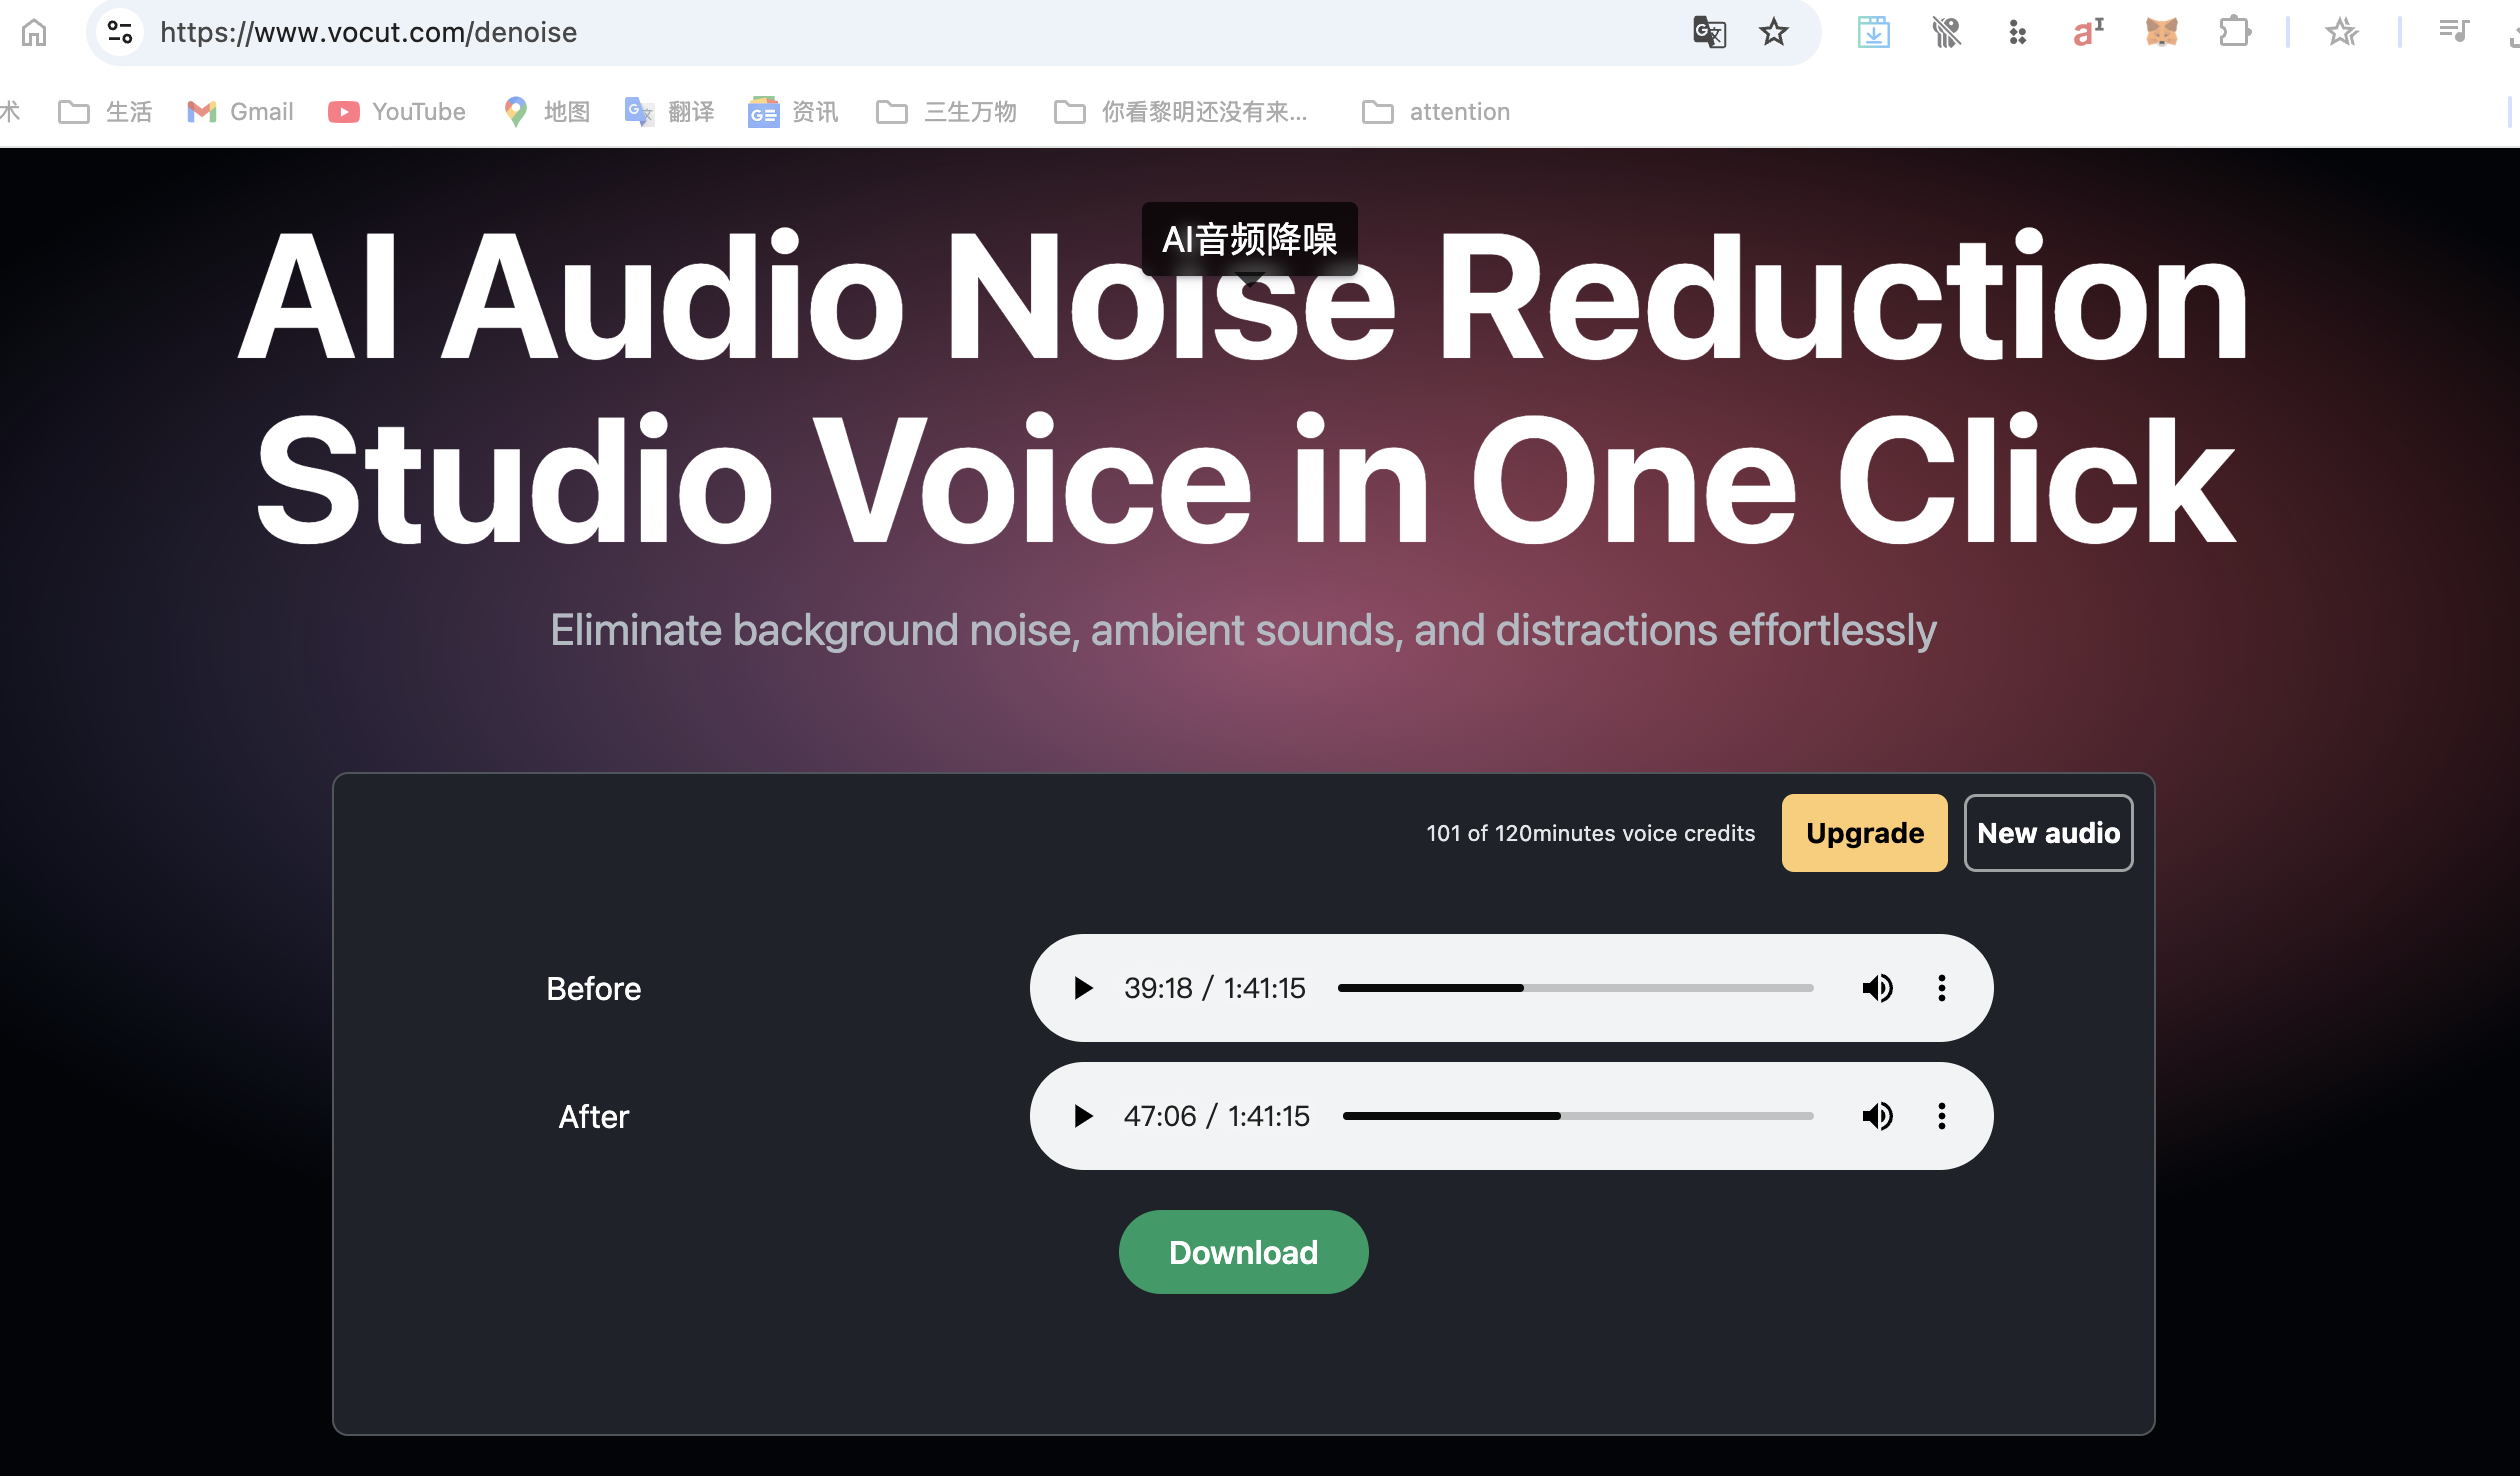 https://www.vocut.com/denoise
术 生活 Gmail YouTube 地图 翻译 资讯 三生万物 你看黎明还没有来... attention
AI音频降噪
AI Audio Noise Reduction
Studio Voice in One Click
Eliminate background noise, ambient sounds, and distractions effortlessly
101 of 120minutes voice credits Upgrade New audio
Before 39:18 / 1:41:15
After 47:06 / 1:41:15
Download